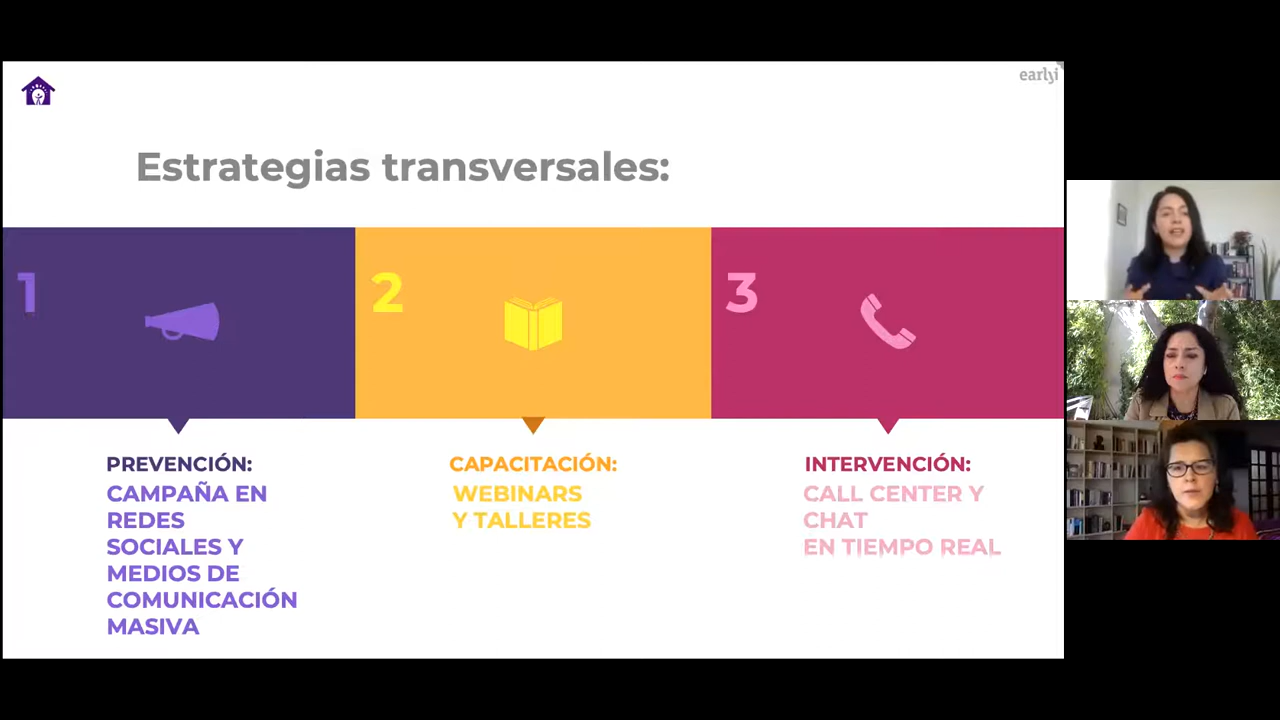 earlyi
Estrategias transversales:
1
2
3
PREVENCIÓN:
CAMPAÑA EN
REDES
SOCIALES Y
MEDIOS DE
COMUNICACIÓN
MASIVA
CAPACITACIÓN:
WEBINARS
Y TALLERES
INTERVENCIÓN:
CALL CENTER Y
CHAT
EN TIEMPO REAL